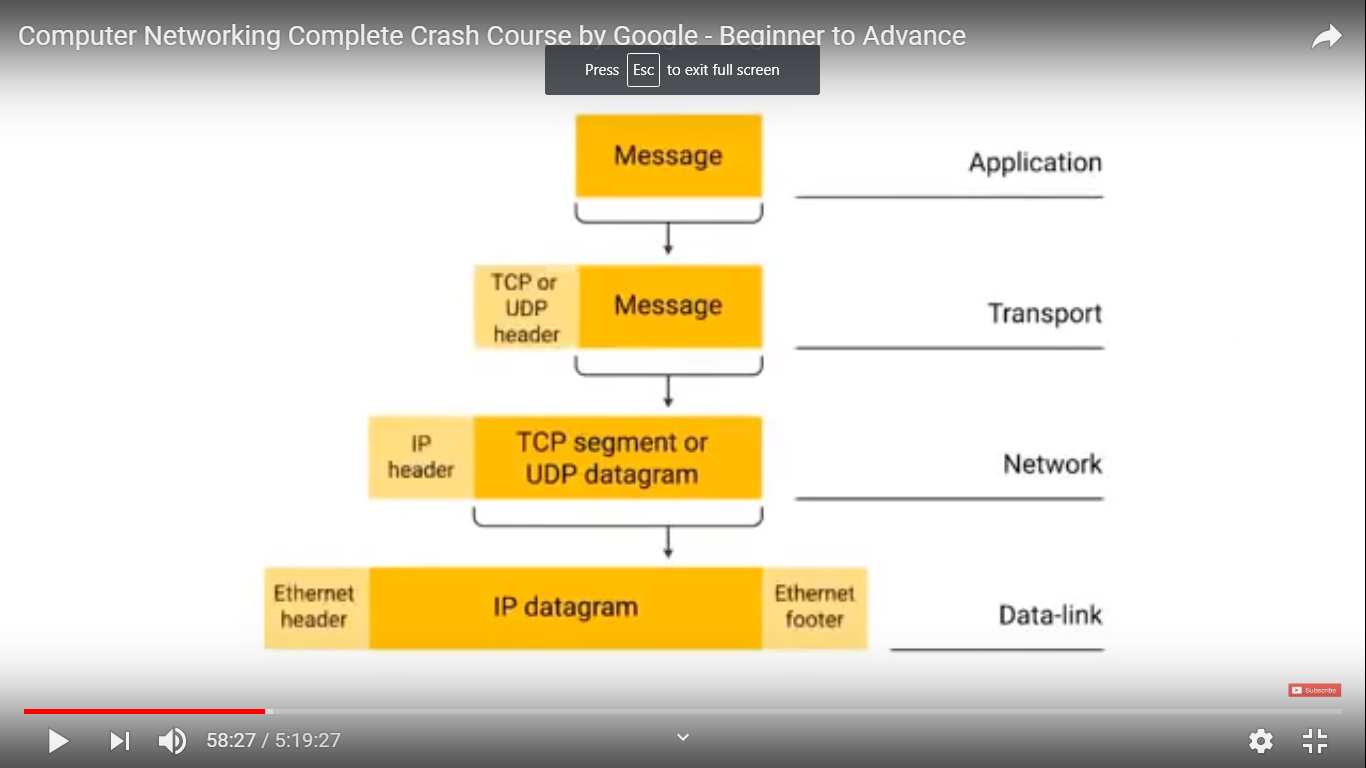 Computer Networking Complete Crash Course by Google - Beginner to Advance
Press Esc to exit full screen
Message
Application
TCP or
UDP
header
Message
Transport
IP
header
TCP segment or
UDP datagram
Network
Ethernet
header
IP datagram
Ethernet
footer
Data-link
Subscribe
58:27 / 5:19:27